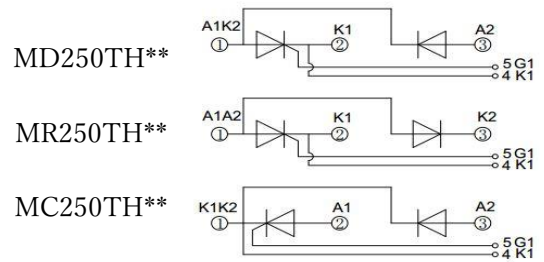 A1K2 K1 A2
MD250TH** ① ② ③
5 G1
4 K1
A1A2 K1 K2
MR250TH** ① ② ③
5 G1
4 K1
K1K2 A1 A2
MC250TH** ① ② ③
5 G1
4 K1